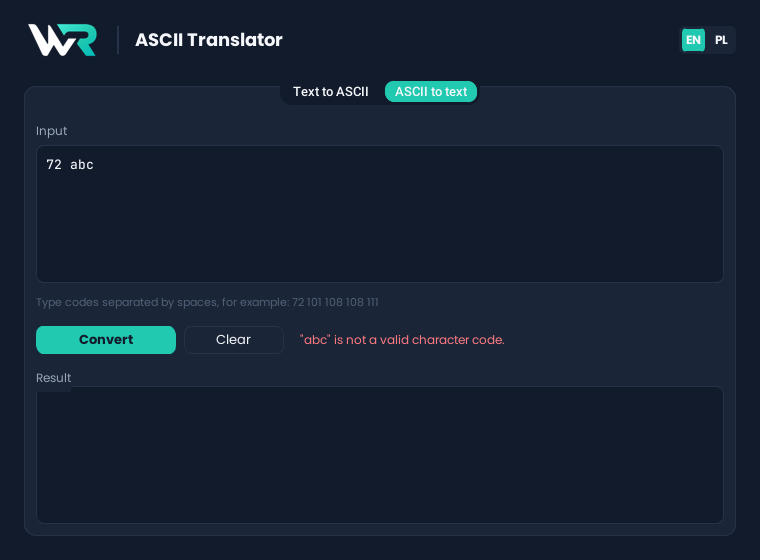 WR
ASCII Translator
EN PL
Text to ASCII ASCII to text
Input
72 abc
Type codes separated by spaces, for example: 72 101 108 108 111
Convert Clear "abc" is not a valid character code.
Result